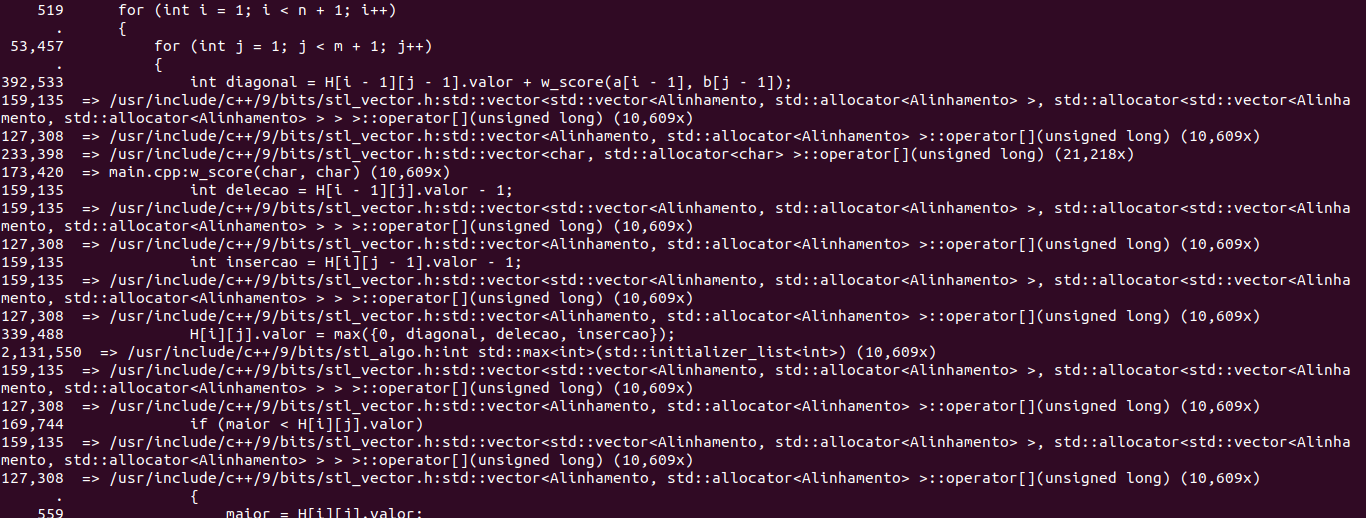 519      for (int i = 1; i < n + 1; i++)
.      {
53,457          for (int j = 1; j < m + 1; j++)
.          {
392,533              int diagonal = H[i - 1][j - 1].valor + w_score(a[i - 1], b[j - 1]);
159,135  => /usr/include/c++/9/bits/stl_vector.h:std::vector<std::vector<Alinhamento, std::allocator<Alinhamento> >, std::allocator<std::vector<Alinha
mento, std::allocator<Alinhamento> > > >::operator[](unsigned long) (10,609x)
127,308  => /usr/include/c++/9/bits/stl_vector.h:std::vector<Alinhamento, std::allocator<Alinhamento> >::operator[](unsigned long) (10,609x)
233,398  => /usr/include/c++/9/bits/stl_vector.h:std::vector<char, std::allocator<char> >::operator[](unsigned long) (21,218x)
173,420  => main.cpp:w_score(char, char) (10,609x)
159,135              int delecao = H[i - 1][j].valor - 1;
159,135  => /usr/include/c++/9/bits/stl_vector.h:std::vector<std::vector<Alinhamento, std::allocator<Alinhamento> >, std::allocator<std::vector<Alinha
mento, std::allocator<Alinhamento> > > >::operator[](unsigned long) (10,609x)
127,308  => /usr/include/c++/9/bits/stl_vector.h:std::vector<Alinhamento, std::allocator<Alinhamento> >::operator[](unsigned long) (10,609x)
159,135              int insercao = H[i][j - 1].valor - 1;
159,135  => /usr/include/c++/9/bits/stl_vector.h:std::vector<std::vector<Alinhamento, std::allocator<Alinhamento> >, std::allocator<std::vector<Alinha
mento, std::allocator<Alinhamento> > > >::operator[](unsigned long) (10,609x)
127,308  => /usr/include/c++/9/bits/stl_vector.h:std::vector<Alinhamento, std::allocator<Alinhamento> >::operator[](unsigned long) (10,609x)
339,488              H[i][j].valor = max({0, diagonal, delecao, insercao});
2,131,550  => /usr/include/c++/9/bits/stl_algo.h:int std::max<int>(std::initializer_list<int>) (10,609x)
159,135  => /usr/include/c++/9/bits/stl_vector.h:std::vector<std::vector<Alinhamento, std::allocator<Alinhamento> >, std::allocator<std::vector<Alinha
mento, std::allocator<Alinhamento> > > >::operator[](unsigned long) (10,609x)
127,308  => /usr/include/c++/9/bits/stl_vector.h:std::vector<Alinhamento, std::allocator<Alinhamento> >::operator[](unsigned long) (10,609x)
169,744              if (maior < H[i][j].valor)
159,135  => /usr/include/c++/9/bits/stl_vector.h:std::vector<std::vector<Alinhamento, std::allocator<Alinhamento> >, std::allocator<std::vector<Alinha
mento, std::allocator<Alinhamento> > > >::operator[](unsigned long) (10,609x)
127,308  => /usr/include/c++/9/bits/stl_vector.h:std::vector<Alinhamento, std::allocator<Alinhamento> >::operator[](unsigned long) (10,609x)
.              {
559                  maior = H[i][j].valor;